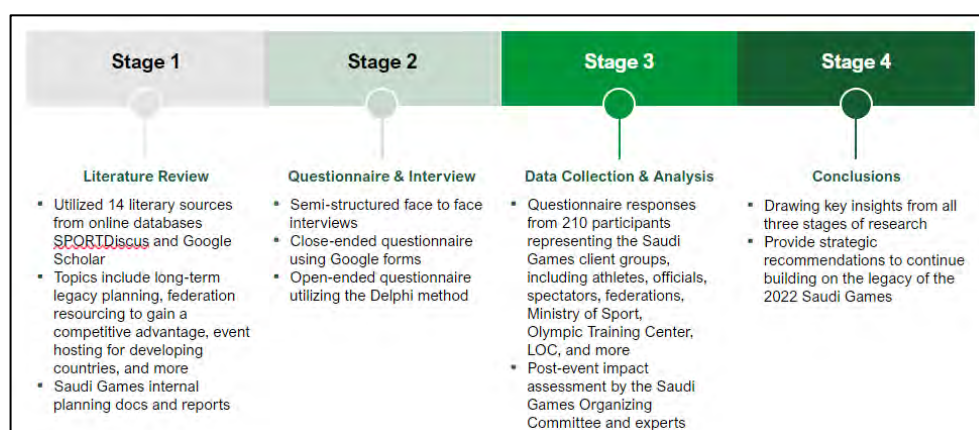 Stage 1
Stage 2
Stage 3
Stage 4
Literature Review
▪ Utilized 14 literary sources
from online databases
SPORTDiscus and Google
Scholar
▪ Topics include long-term
legacy planning, federation
resourcing to gain a
competitive advantage, event
hosting for developing
countries, and more
▪ Saudi Games internal
planning docs and reports
Questionnaire & Interview
▪ Semi-structured face to face
interviews
▪ Close-ended questionnaire
using Google forms
▪ Open-ended questionnaire
utilizing the Delphi method
Data Collection & Analysis
▪ Questionnaire responses
from 210 participants
representing the Saudi
Games client groups,
including athletes, officials,
spectators, federations,
Ministry of Sport,
Olympic Training Center,
LOC, and more
▪ Post-event impact
assessment by the Saudi
Games Organizing
Committee and experts
Conclusions
▪ Drawing key insights from all
three stages of research
▪ Provide strategic
recommendations to continue
building on the legacy of the
2022 Saudi Games